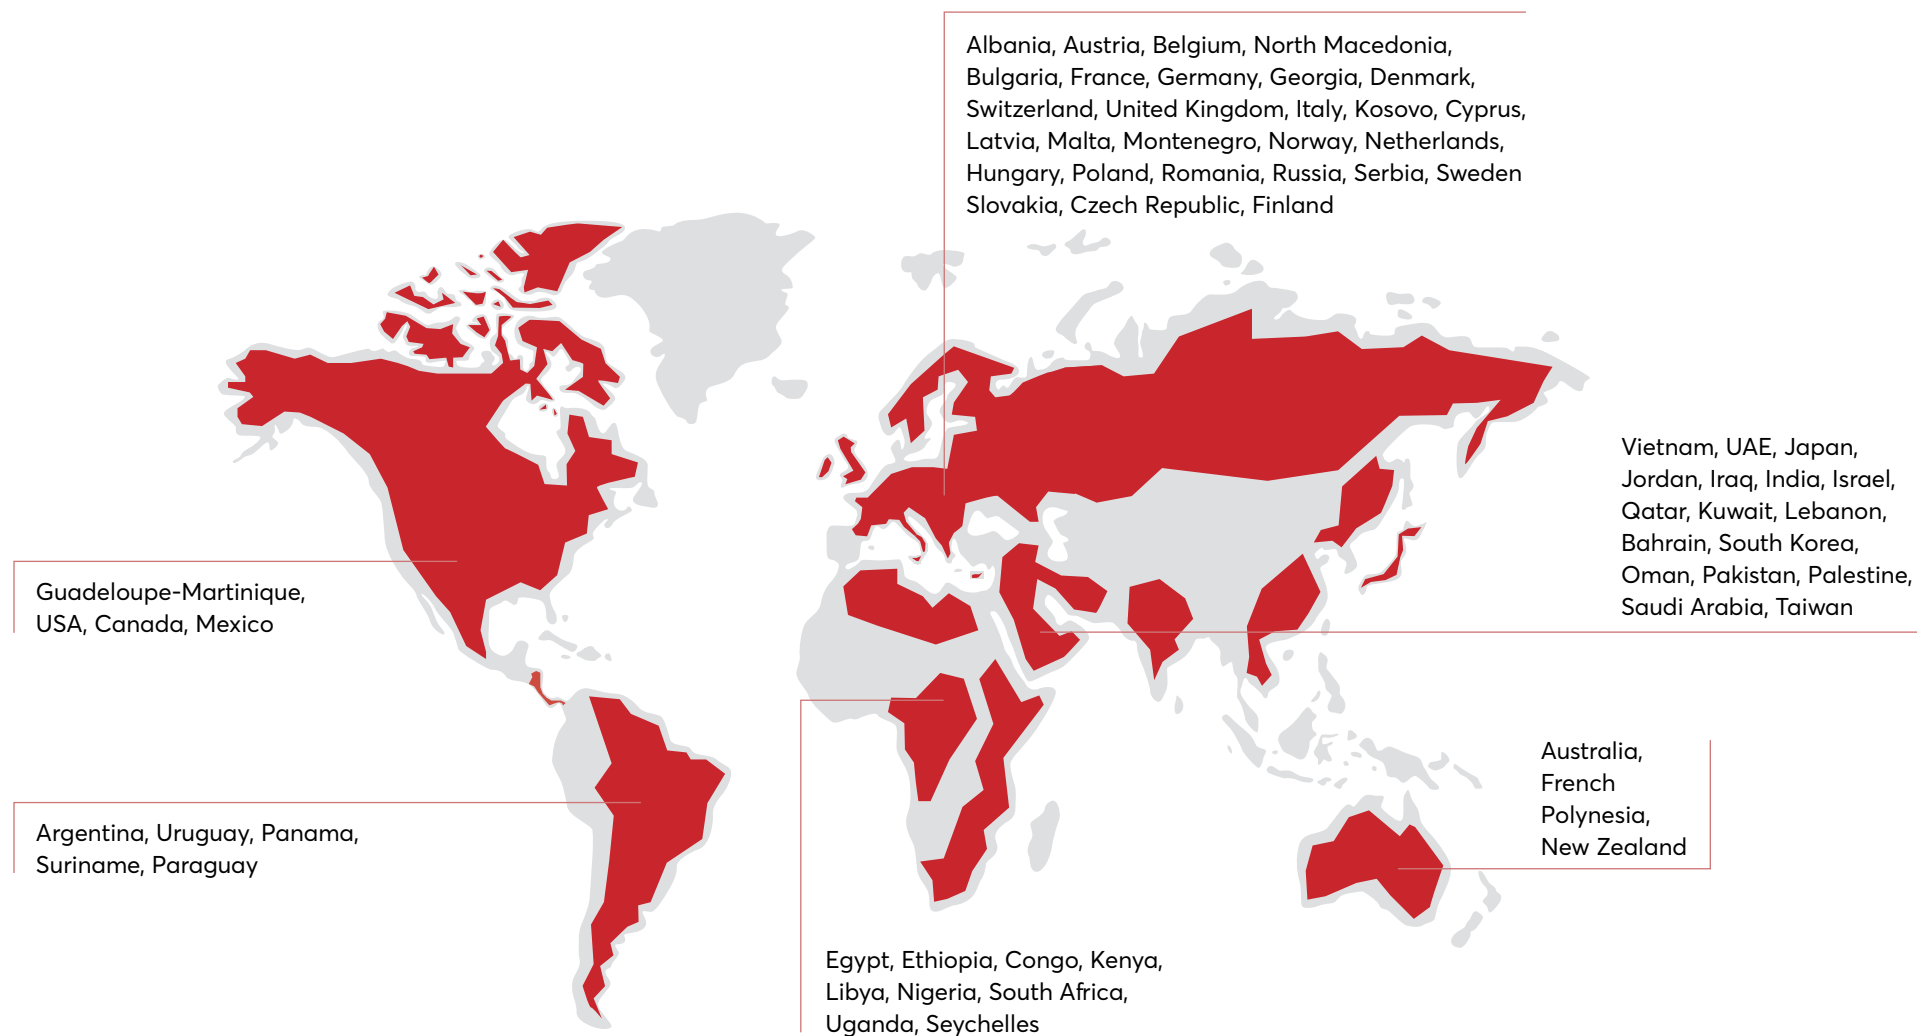 Albania, Austria, Belgium, North Macedonia,
Bulgaria, France, Germany, Georgia, Denmark,
Switzerland, United Kingdom, Italy, Kosovo, Cyprus,
Latvia, Malta, Montenegro, Norway, Netherlands,
Hungary, Poland, Romania, Russia, Serbia, Sweden
Slovakia, Czech Republic, Finland
Vietnam, UAE, Japan,
Jordan, Iraq, India, Israel,
Qatar, Kuwait, Lebanon,
Bahrain, South Korea,
Oman, Pakistan, Palestine,
Saudi Arabia, Taiwan
Guadeloupe-Martinique,
USA, Canada, Mexico
Australia,
French
Polynesia,
New Zealand
Argentina, Uruguay, Panama,
Suriname, Paraguay
Egypt, Ethiopia, Congo, Kenya,
Libya, Nigeria, South Africa,
Uganda, Seychelles